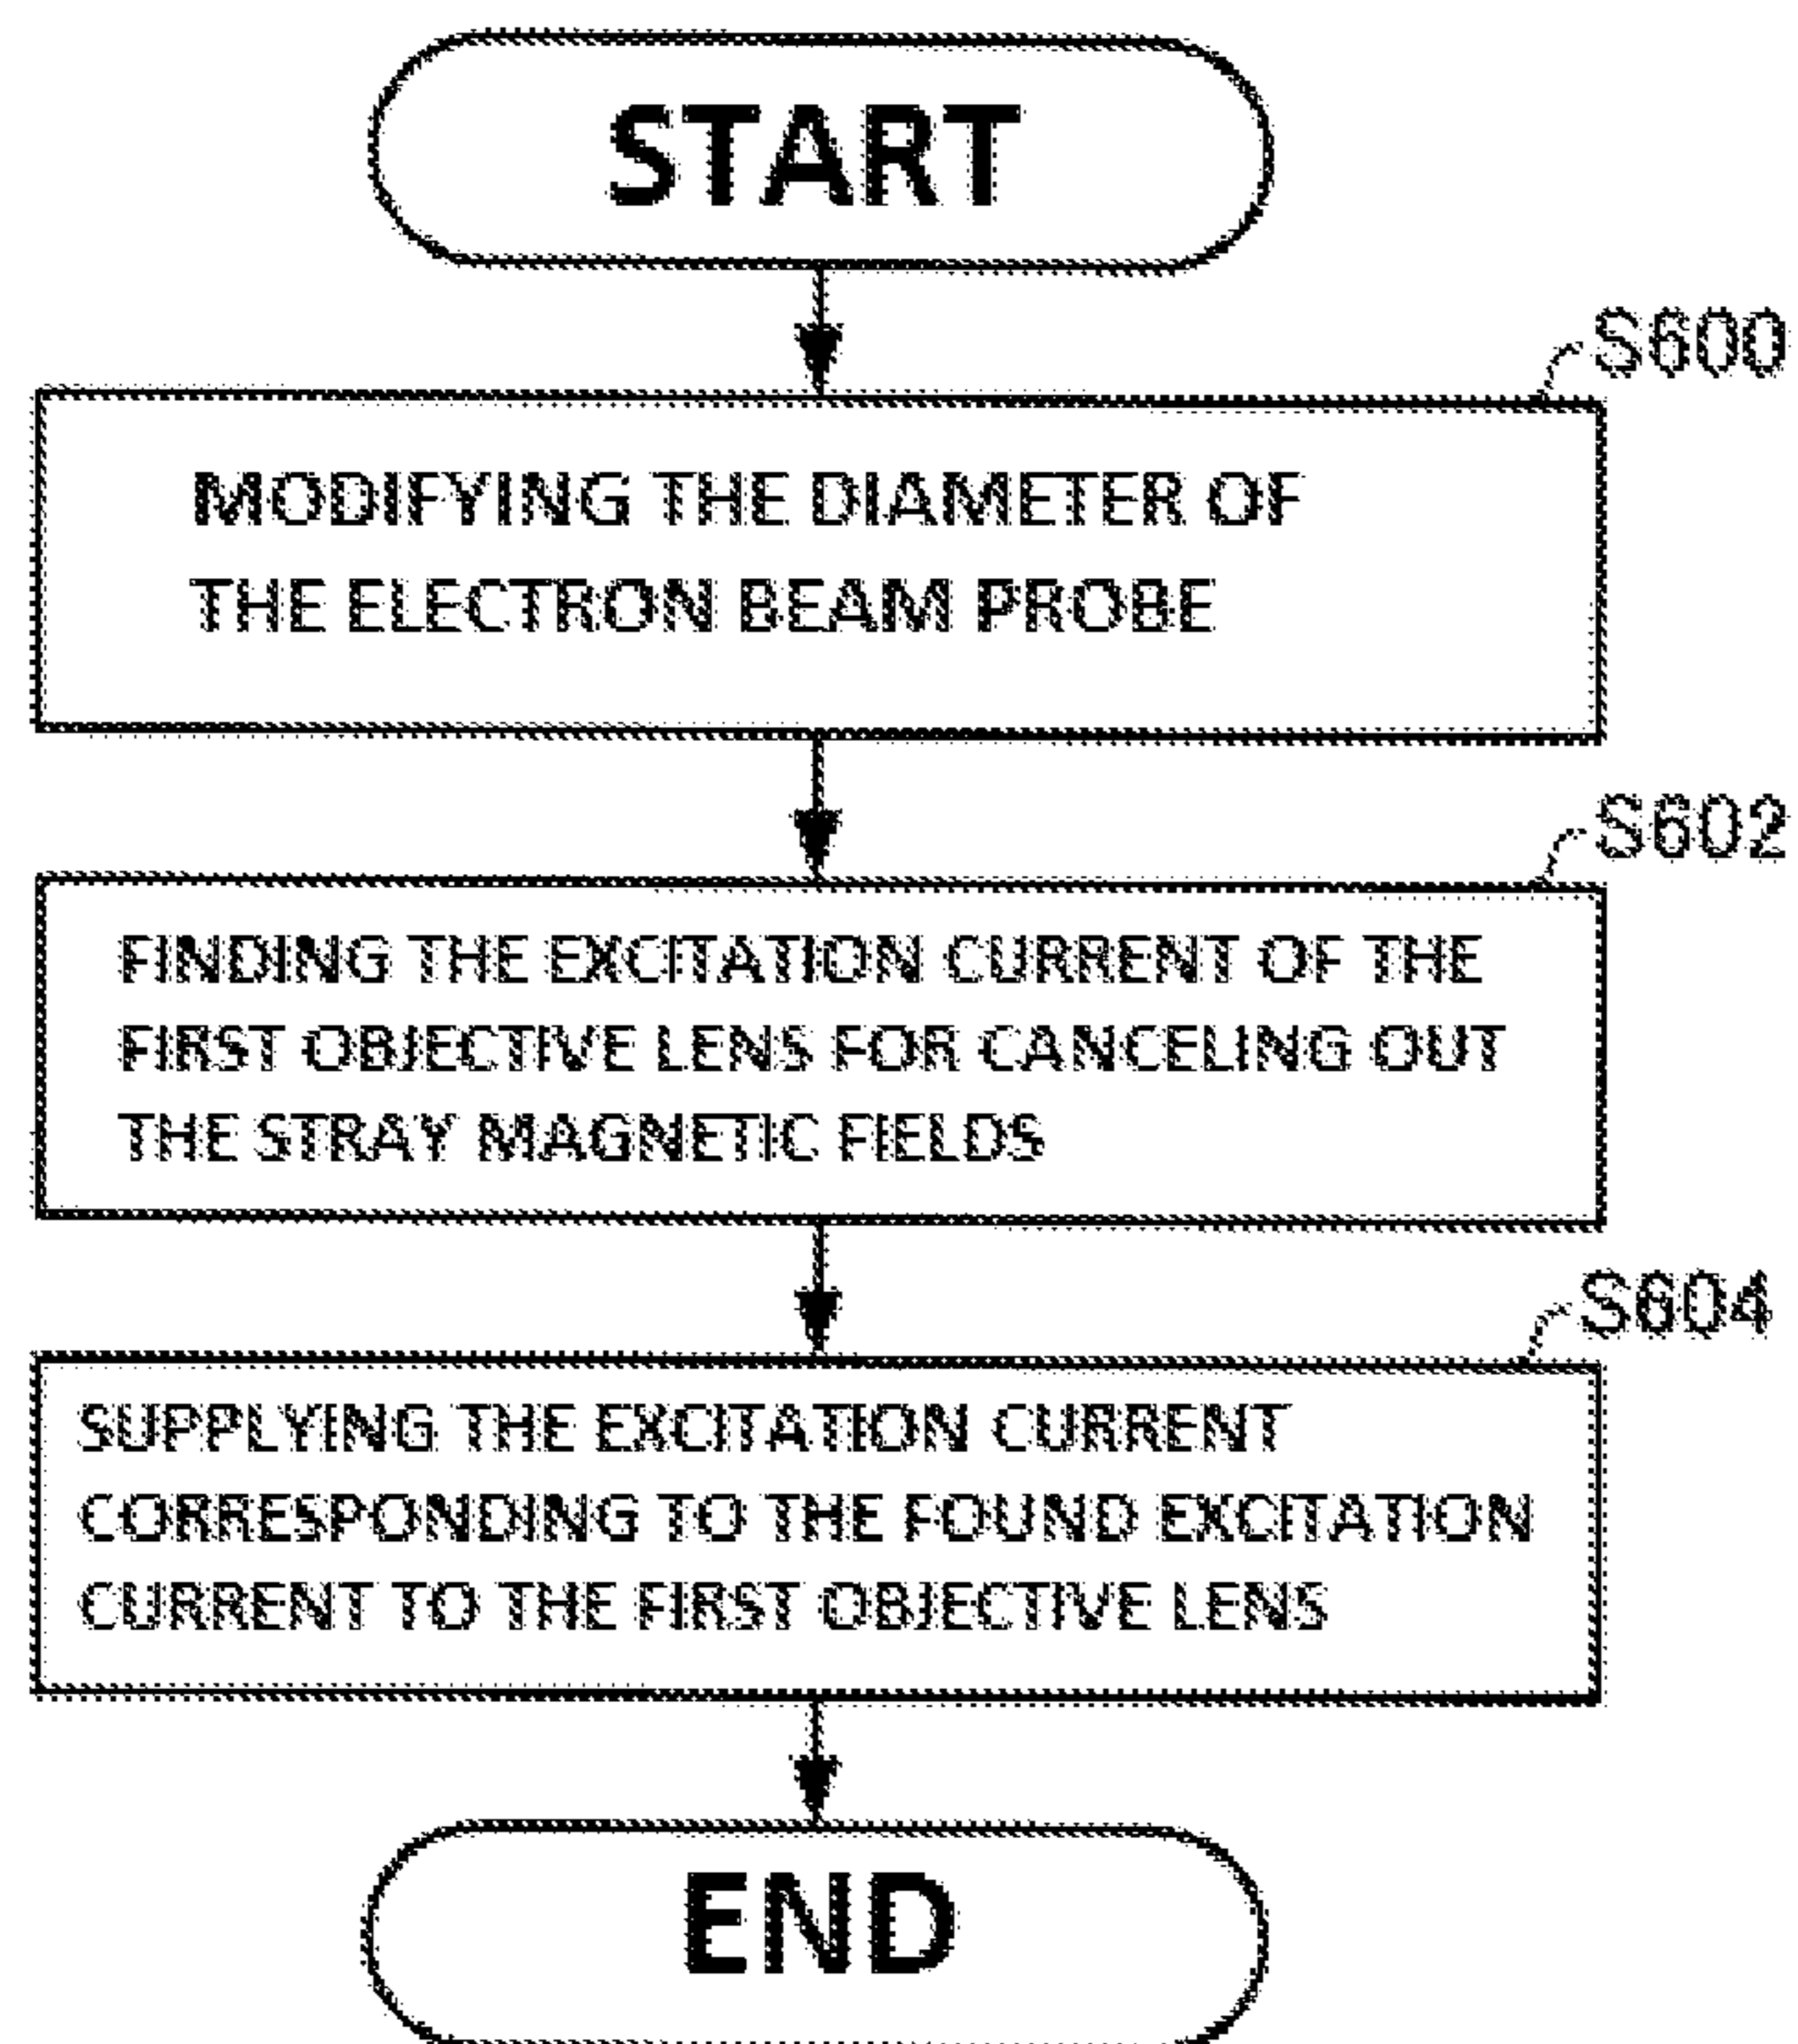 START
S600
MODIFYING THE DIAMETER OF
THE ELECTRON BEAM PROBE
S602
FINDING THE EXCITATION CURRENT OF THE
FIRST OBJECTIVE LENS FOR CANCELING OUT
THE STRAY MAGNETIC FIELDS
S604
SUPPLYING THE EXCITATION CURRENT
CORRESPONDING TO THE FOUND EXCITATION
CURRENT TO THE FIRST OBJECTIVE LENS
END